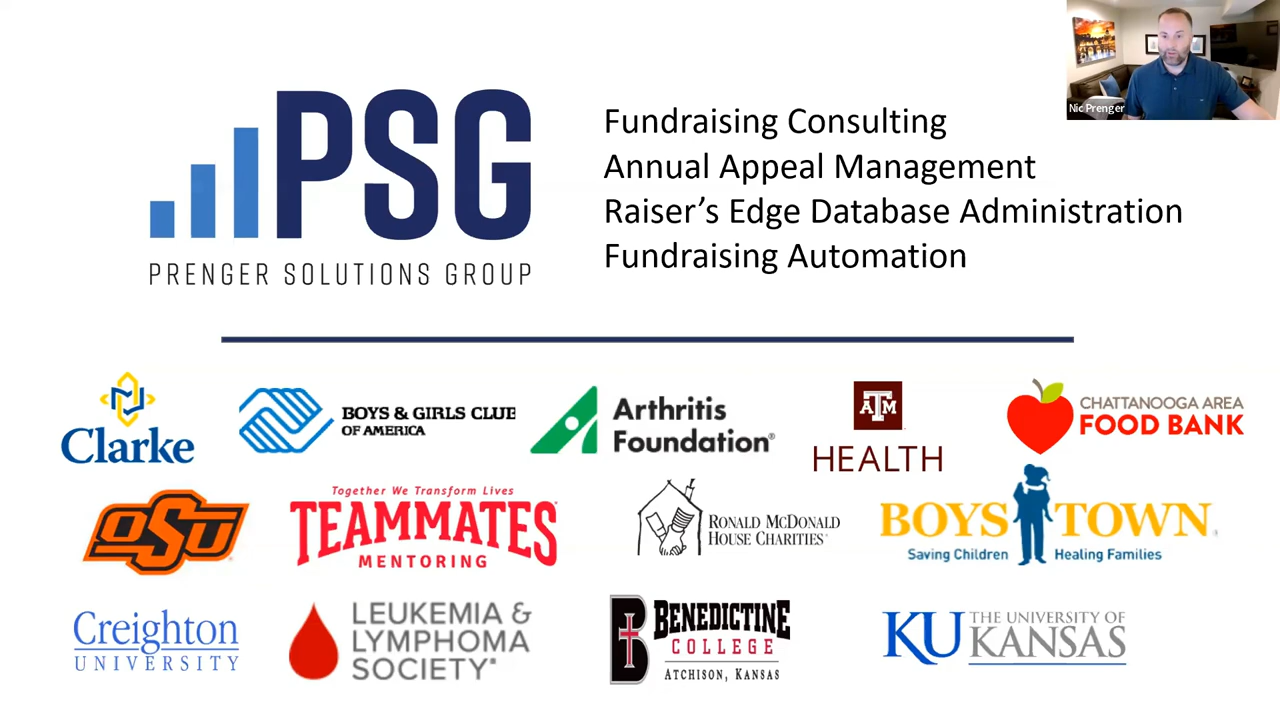 PSG
PRENGER SOLUTIONS GROUP
Fundraising Consulting
Annual Appeal Management
Raiser’s Edge Database Administration
Fundraising Automation
Nic Prenger
Clarke
BOYS & GIRLS CLUB
OF AMERICA
Arthritis
Foundation®
ATM
HEALTH
CHATTANOOGA AREA
FOOD BANK
OSU
Together We Transform Lives
TEAMMATES
MENTORING
RONALD MCDONALD
HOUSE CHARITIES®
BOYS TOWN
Saving Children Healing Families
Creighton
UNIVERSITY
LEUKEMIA &
LYMPHOMA
SOCIETY®
BENEDICTINE
COLLEGE
ATCHISON, KANSAS
KU THE UNIVERSITY OF
KANSAS